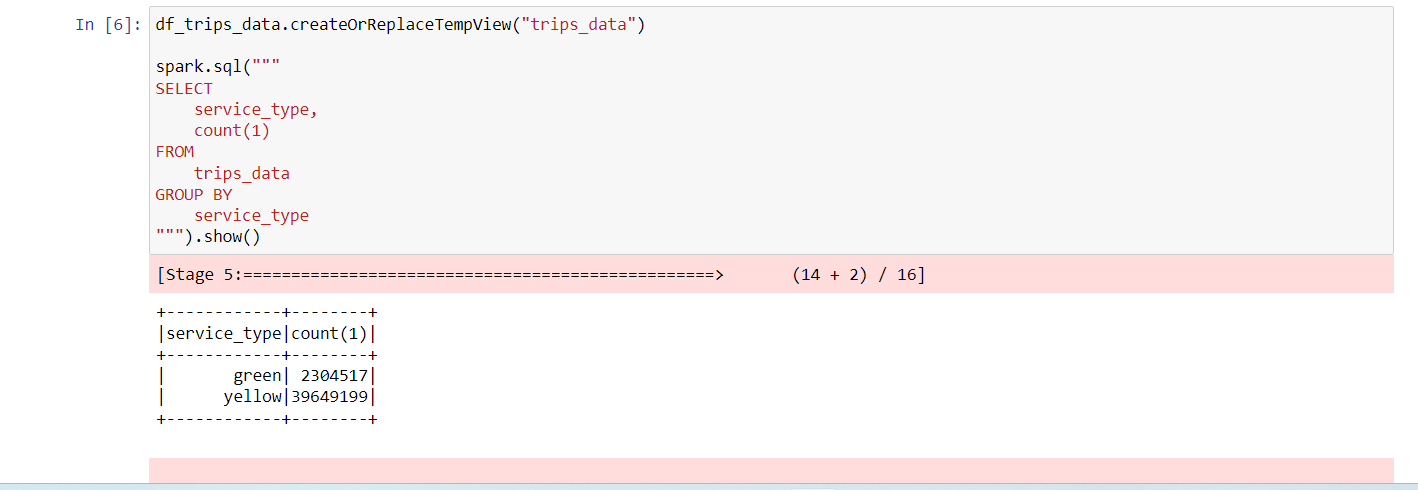 In [6]: df_trips_data.createOrReplaceTempView("trips_data")
spark.sql("""
SELECT
    service_type,
    count(1)
FROM
    trips_data
GROUP BY
    service_type
""").show()
[Stage 5:=================================================>       (14 + 2) / 16]
+------------+--------+
|service_type|count(1)|
+------------+--------+
|       green| 2304517|
|      yellow|39649199|
+------------+--------+